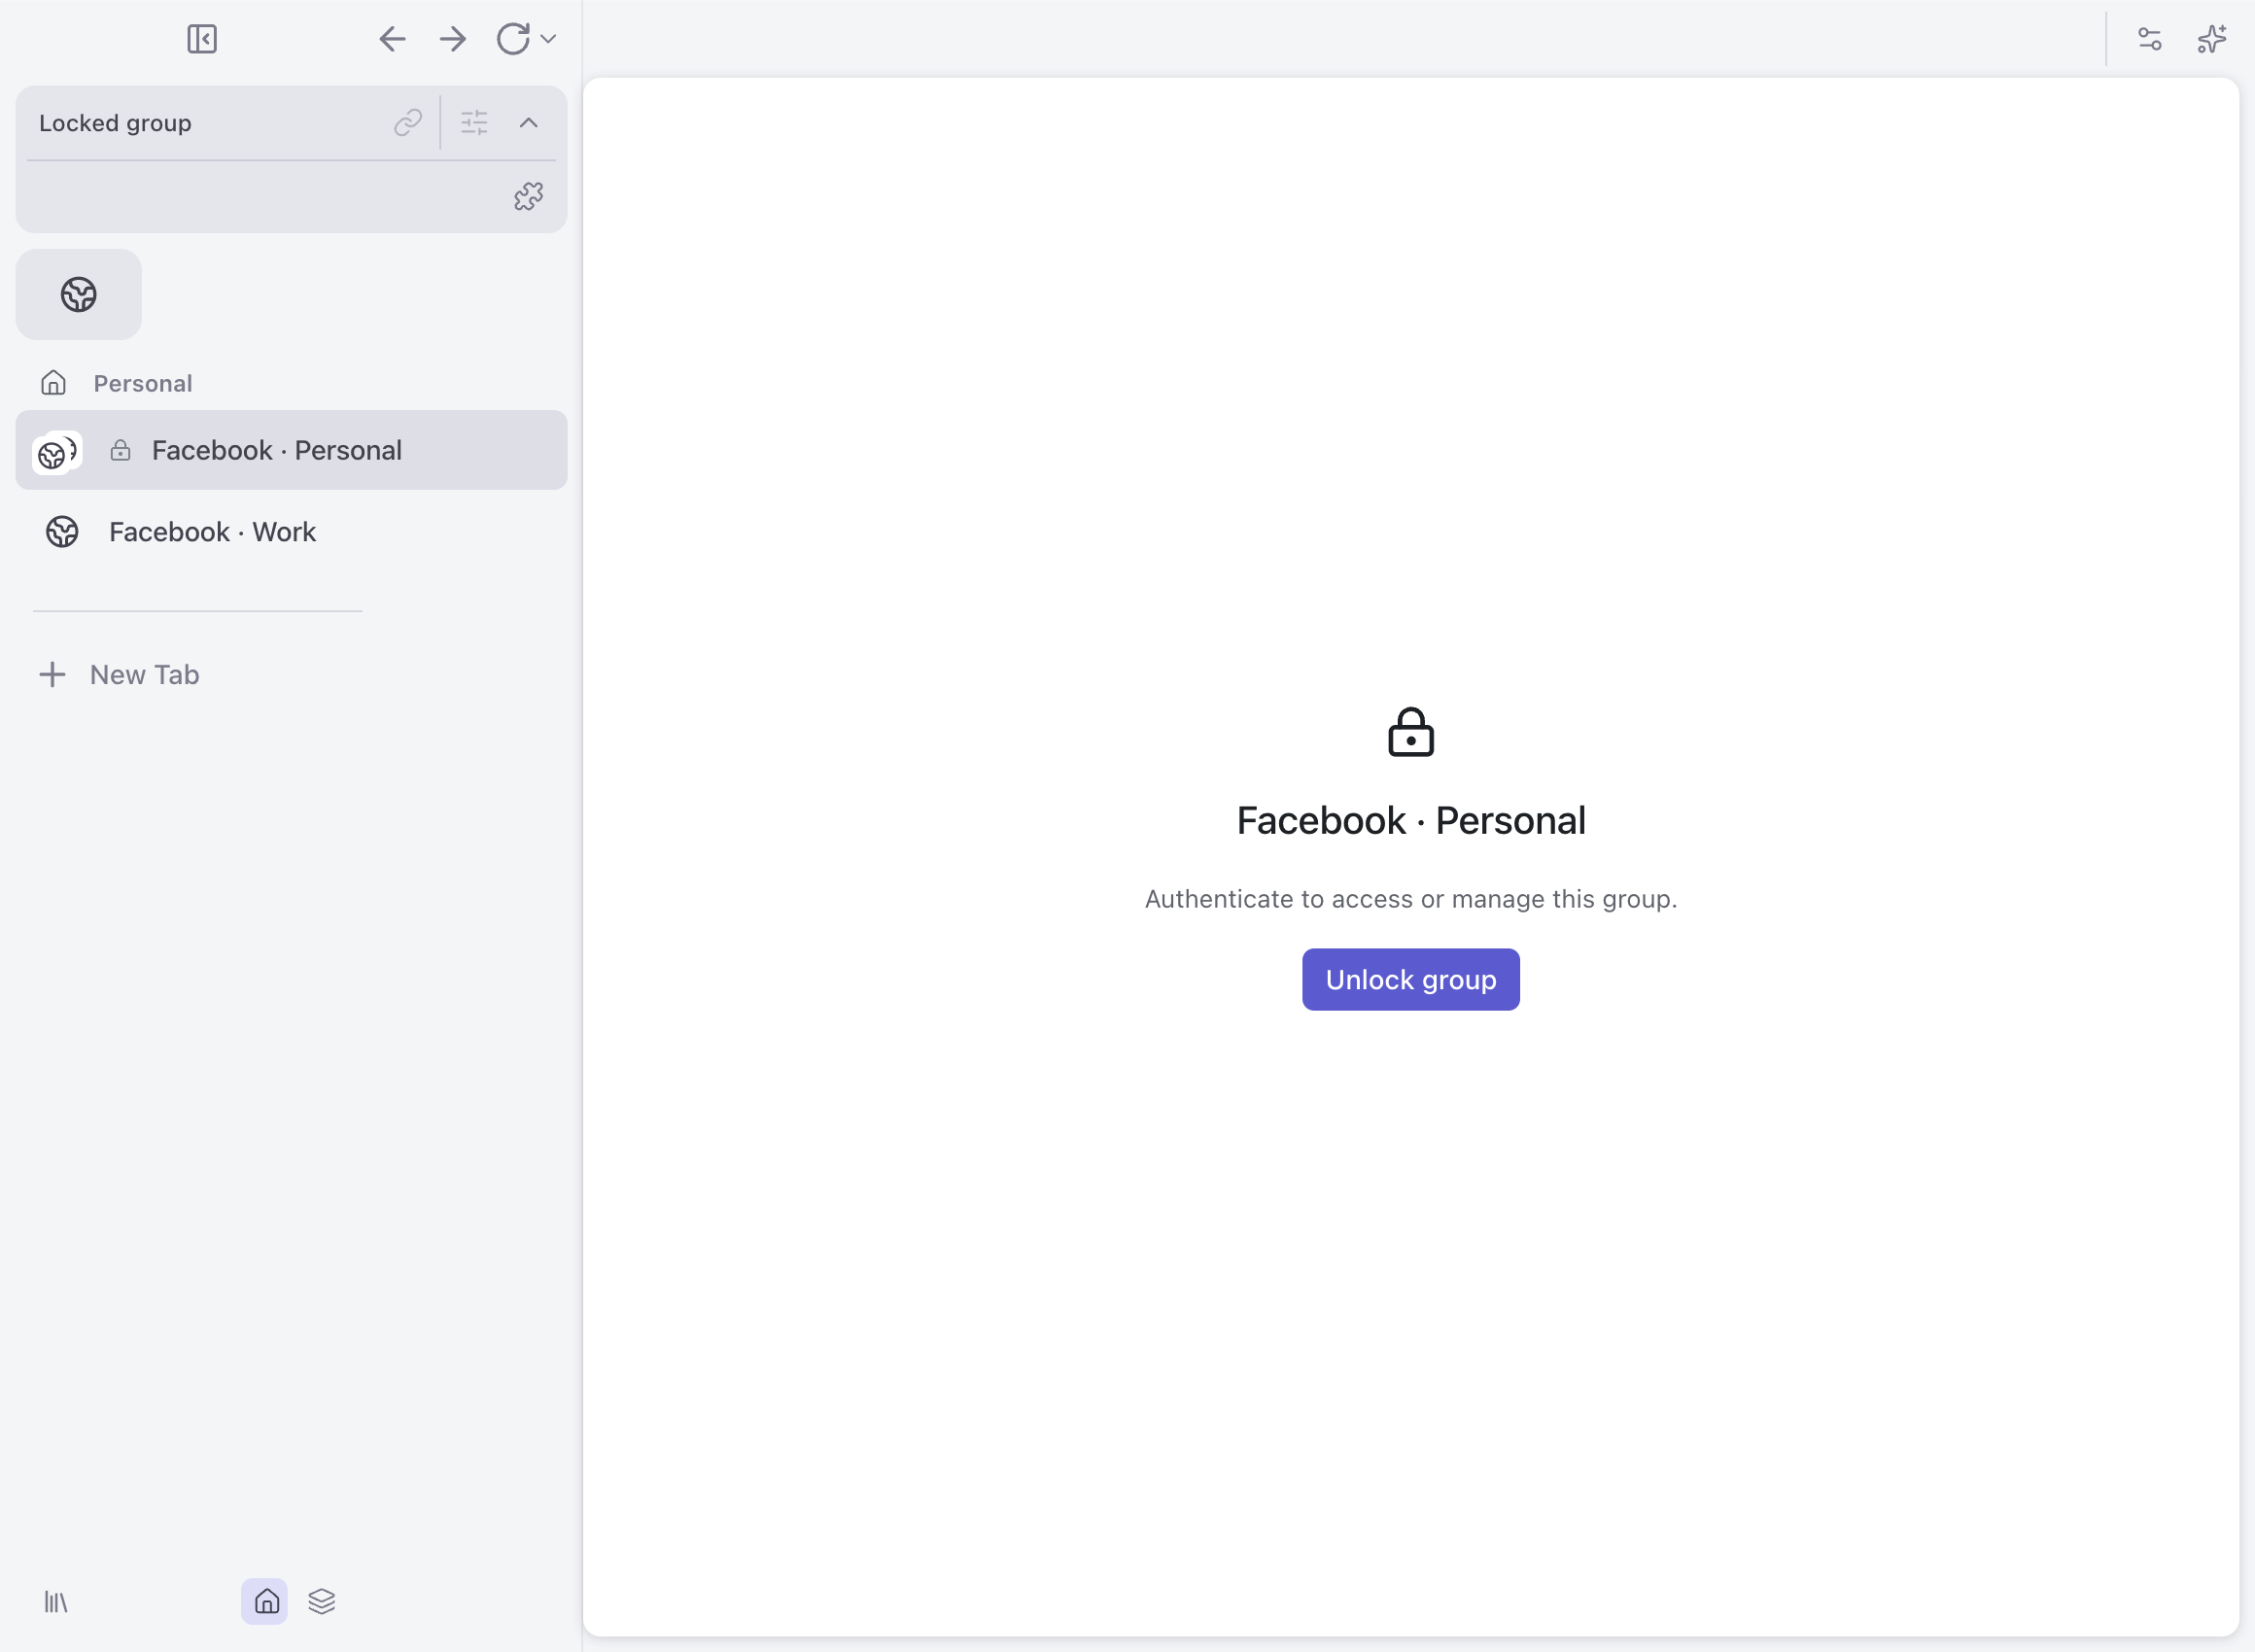 Locked group
Personal
Facebook · Personal
Facebook · Work
New Tab
Facebook · Personal
Authenticate to access or manage this group.
Unlock group